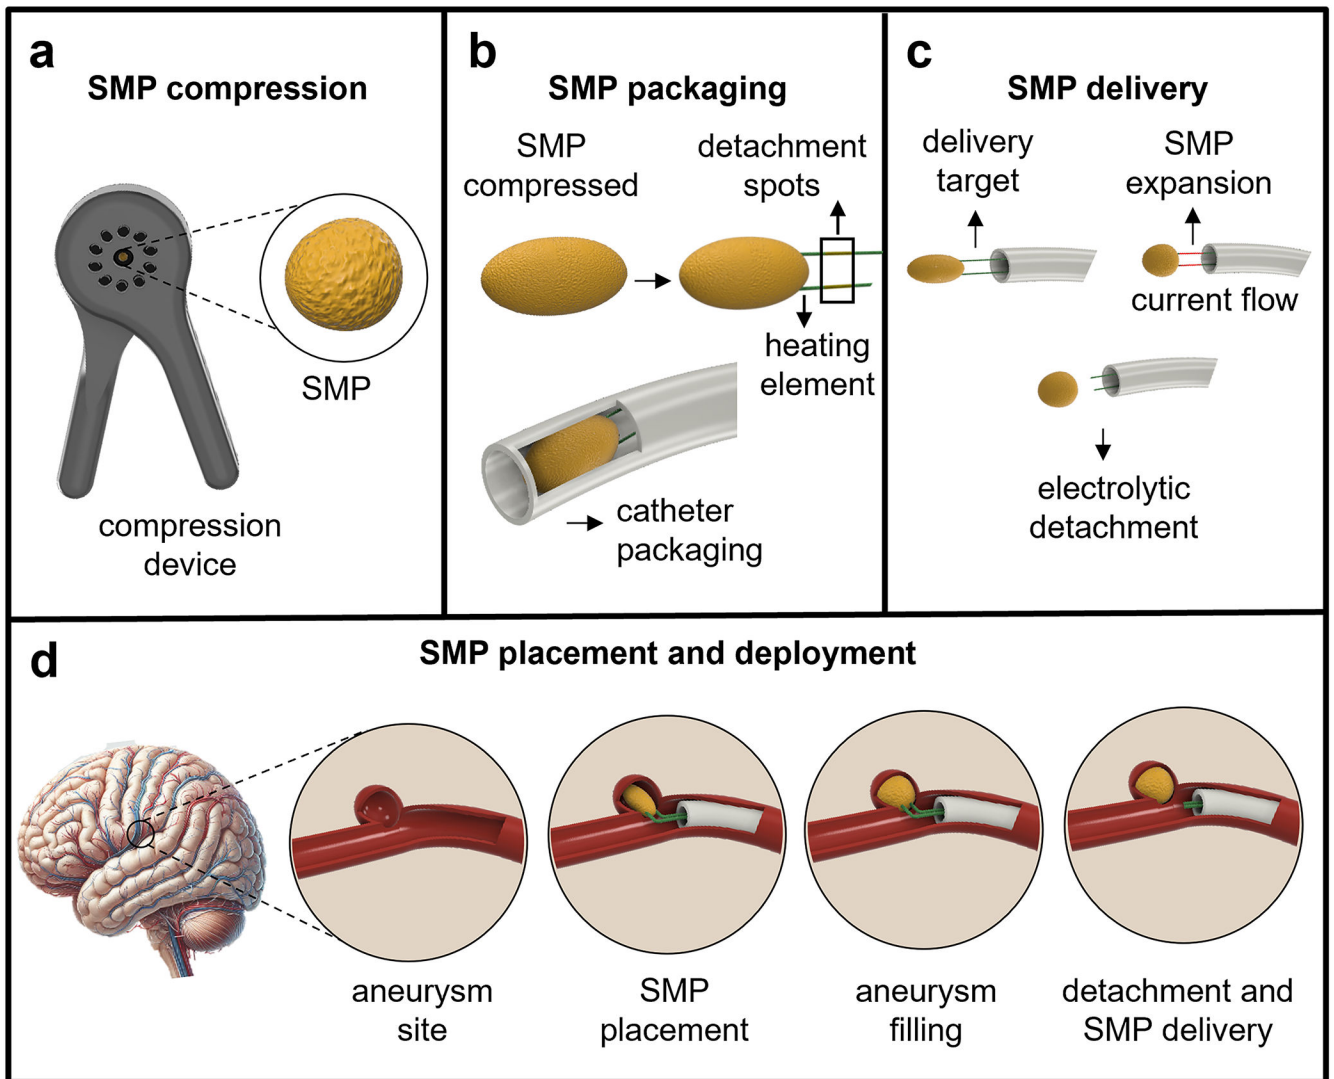 a
SMP compression
SMP
compression
device
b
SMP packaging
SMP
compressed
detachment
spots
heating
element
catheter
packaging
c
SMP delivery
delivery
target
SMP
expansion
current flow
electrolytic
detachment
d
SMP placement and deployment
aneurysm
site
SMP
placement
aneurysm
filling
detachment and
SMP delivery